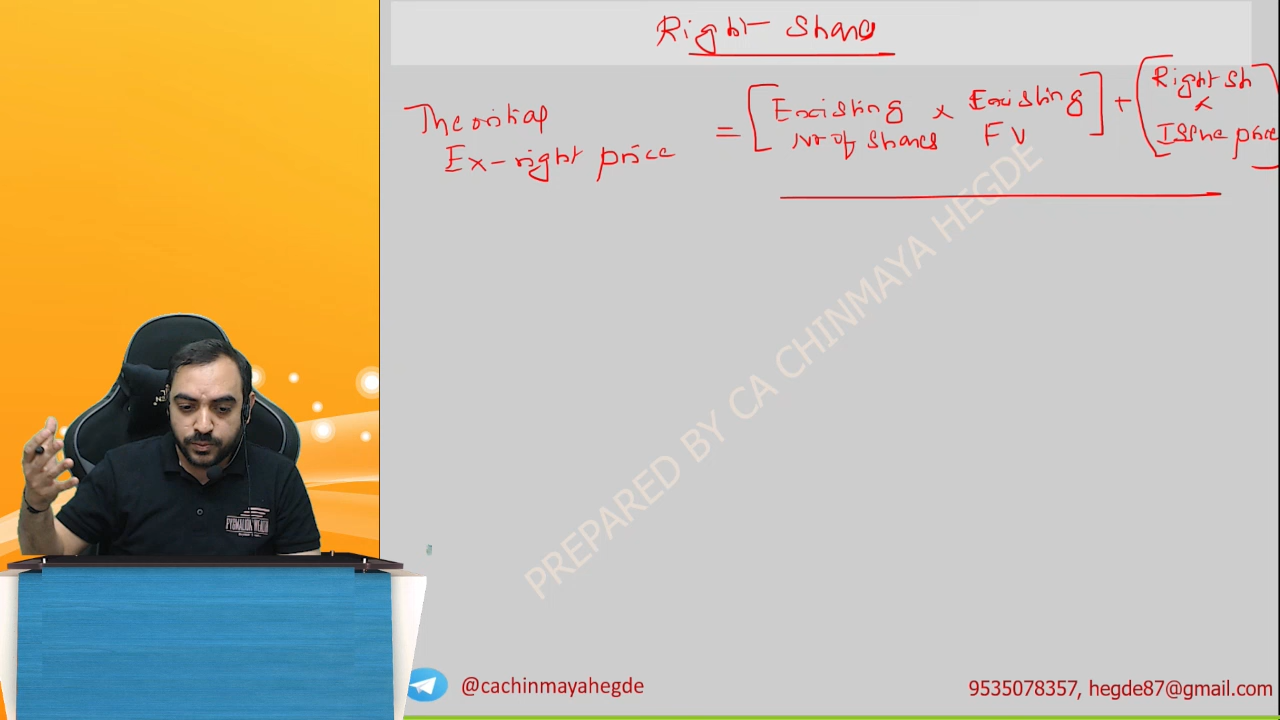 Right Share
Theoritial
Ex-right price
= [Existing Nr of shares × Existing FV] + [Right sh × Issue price]
PREPARED BY CA CHINMAYA HEGDE
@cachinmayahegde
9535078357, hegde87@gmail.com